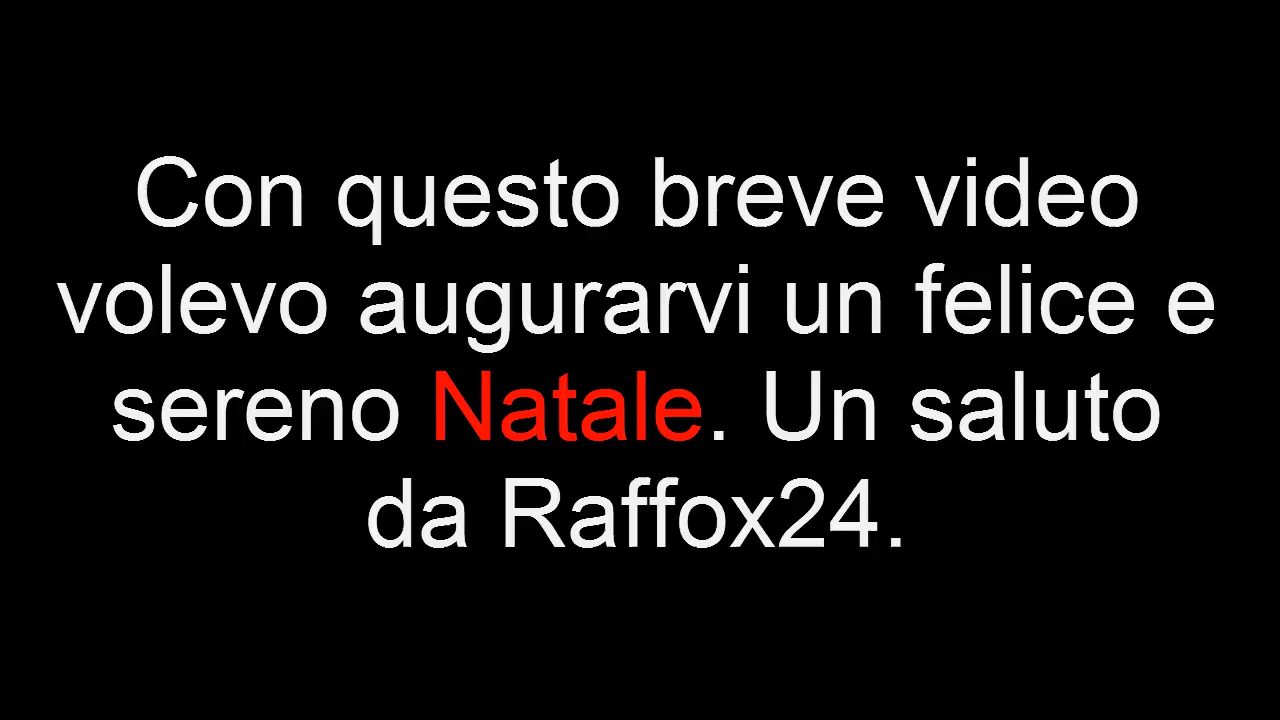 Con questo breve video
volevo augurarvi un felice e
sereno Natale. Un saluto
da Raffox24.